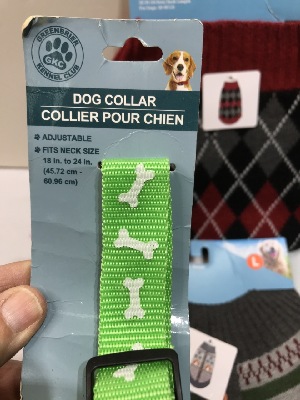 GREENBRIER
GKC
KENNEL CLUB
DOG COLLAR
COLLIER POUR CHIEN
ADJUSTABLE
FITS NECK SIZE
18 in. to 24 in.
(45,72 cm -
60,96 cm)
L